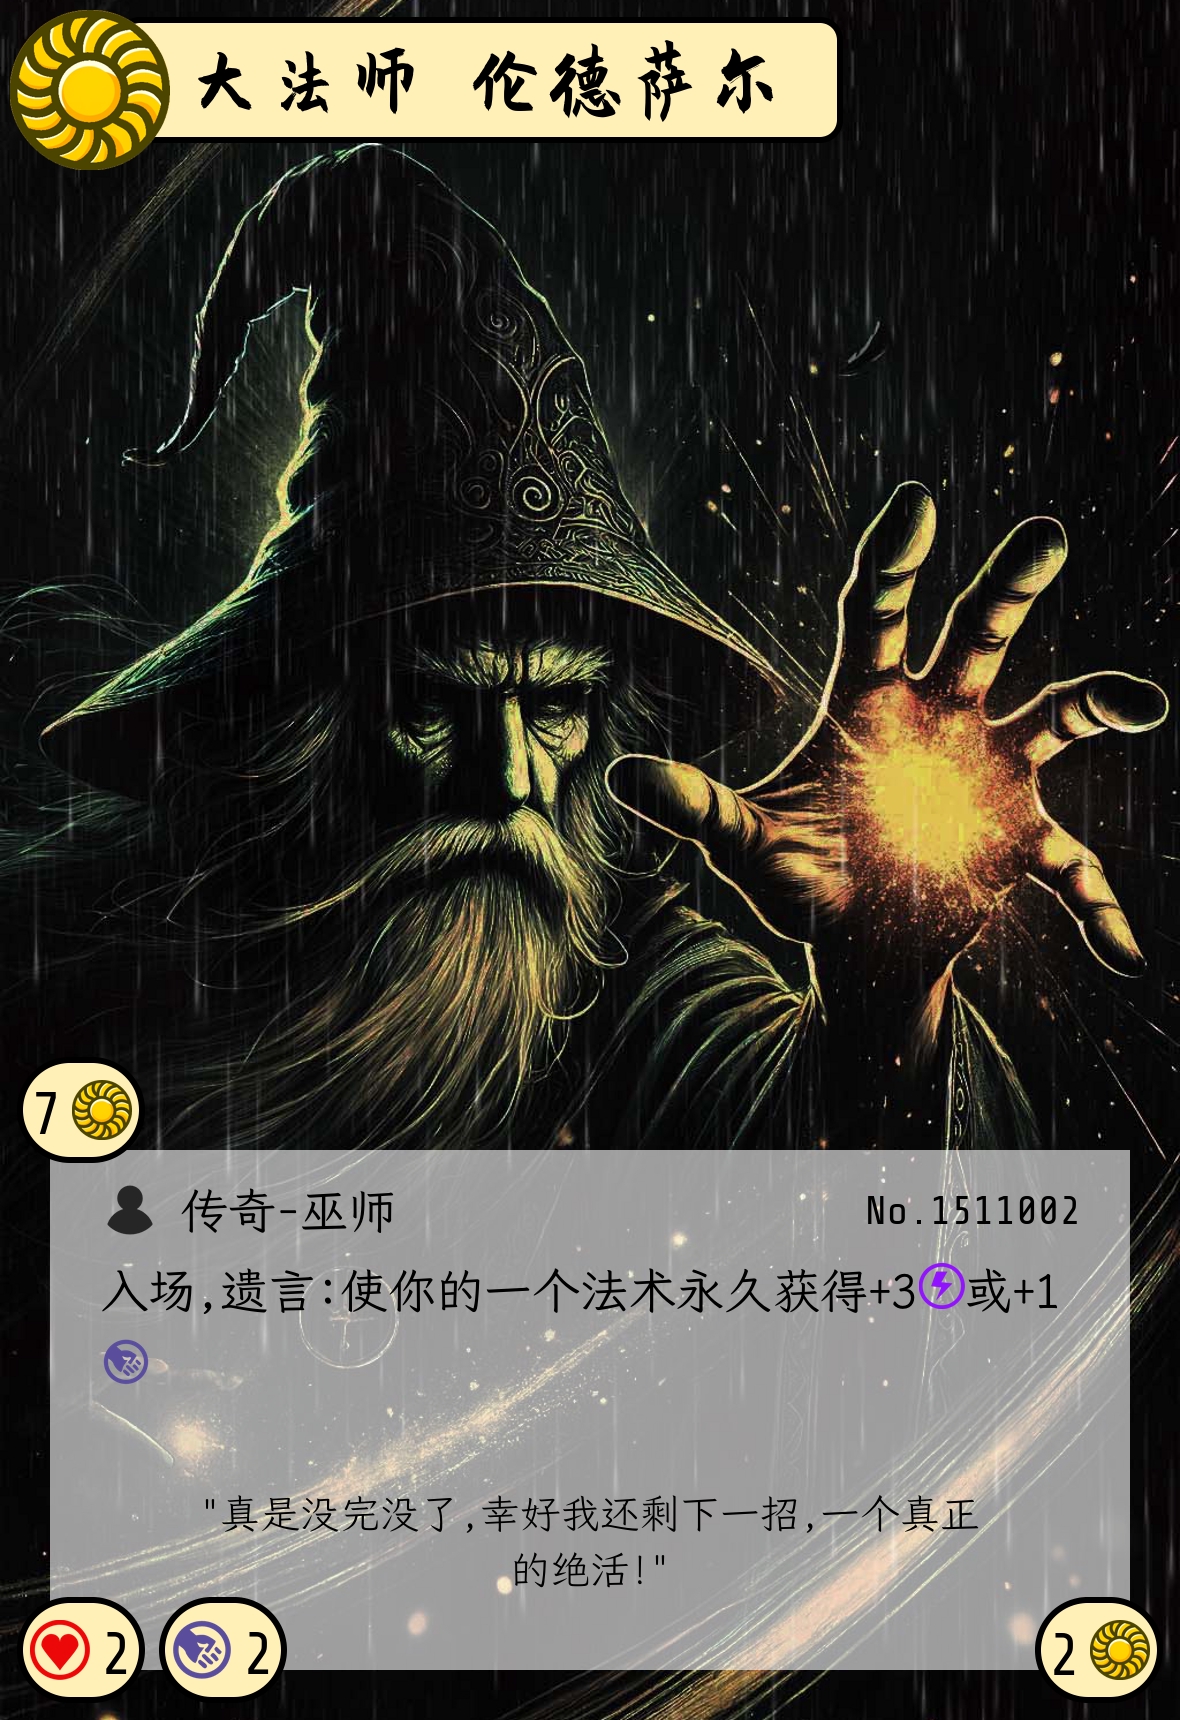 大法师 伦德萨尔
7
传奇-巫师
No.1511002
入场,遗言:使你的一个法术永久获得+3或+1
"真是没完没了,幸好我还剩下一招,一个真正
的绝活!"
2
2
2